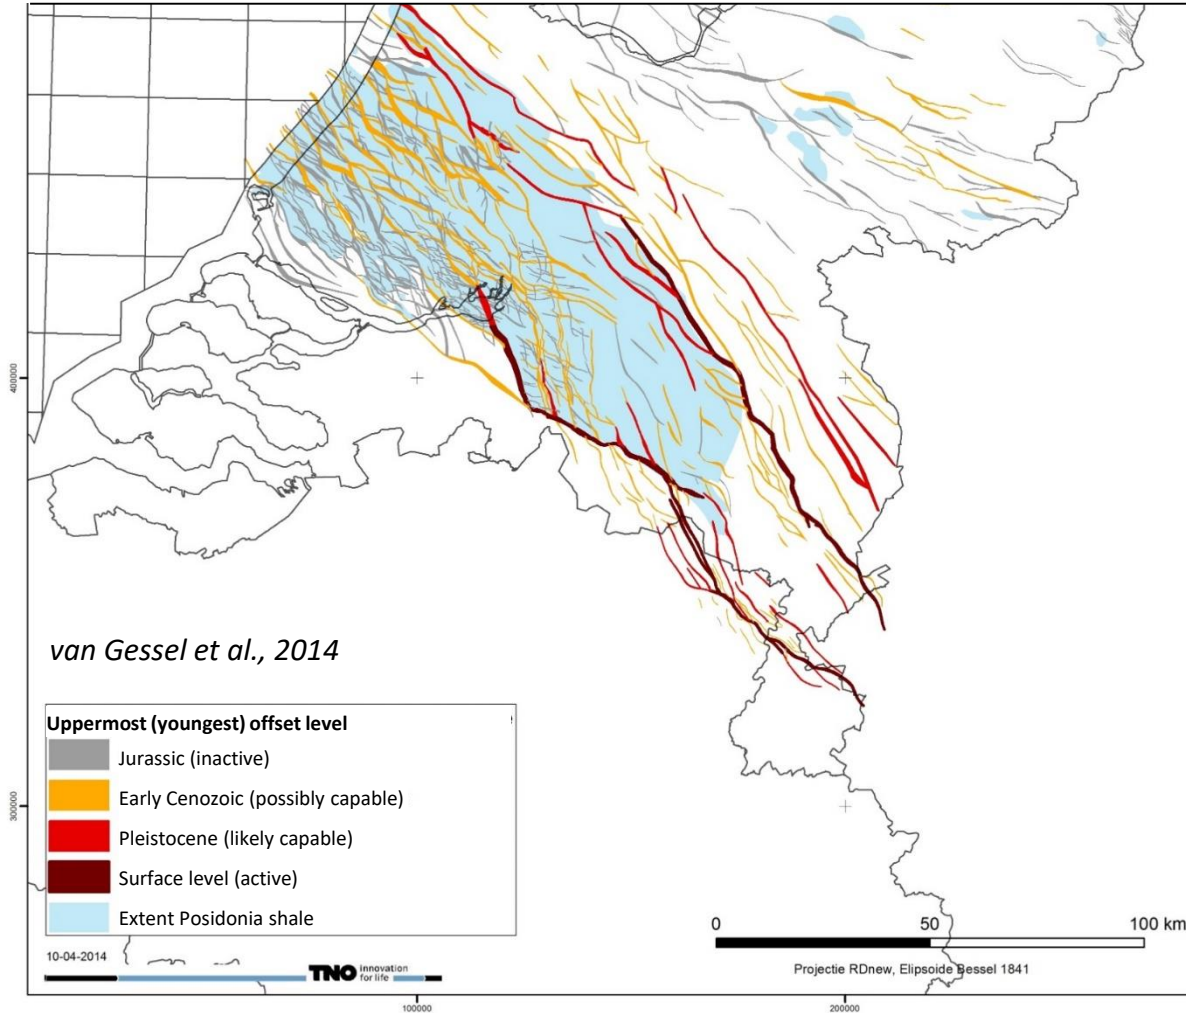 400000
van Gessel et al., 2014
Uppermost (youngest) offset level
Jurassic (inactive)
Early Cenozoic (possibly capable)
Pleistocene (likely capable)
Surface level (active)
Extent Posidonia shale
300000
0 50 100 km
Projectie RDnew, Elipsoide Bessel 1841
10-04-2014
TNO innovation
for life
100000 200000